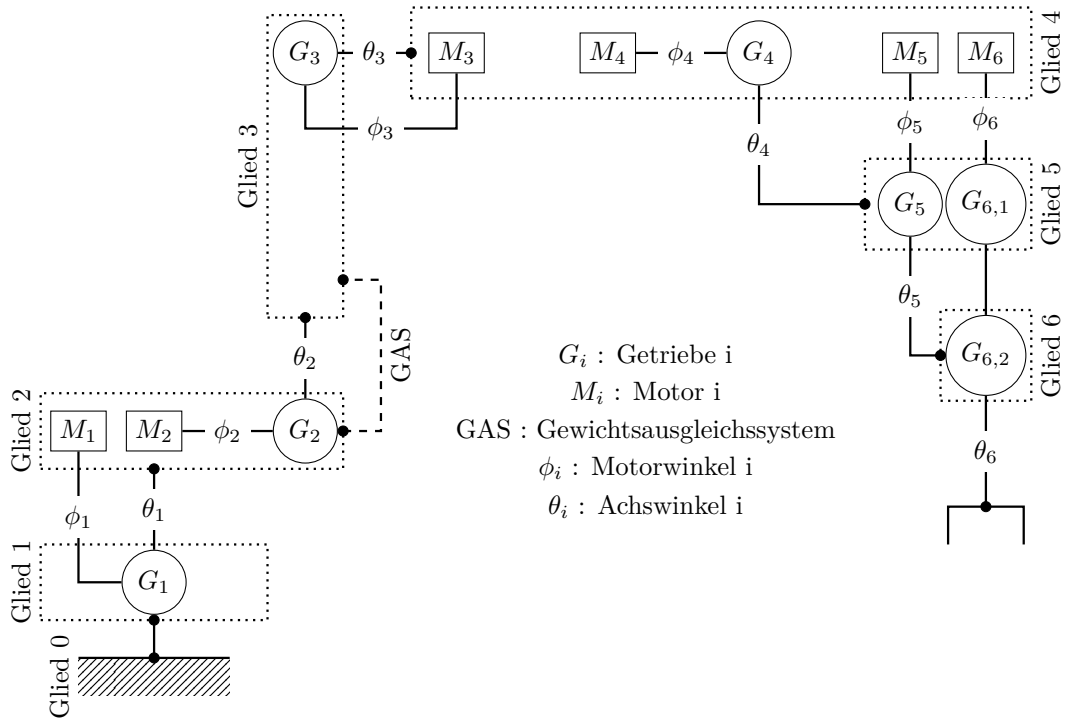 Glied 4
G₃
θ₃
M₃
M₄
ϕ₄
G₄
M₅
M₆
Glied 3
ϕ₃
θ₄
ϕ₅
ϕ₆
Glied 5
G₅
G₆,₁
θ₂
GAS
θ₅
Glied 6
G₆,₂
Glied 2
M₁
M₂
ϕ₂
G₂
Gᵢ : Getriebe i
Mᵢ : Motor i
GAS : Gewichtsausgleichssystem
ϕᵢ : Motorwinkel i
θᵢ : Achswinkel i
θ₆
ϕ₁
θ₁
Glied 1
G₁
Glied 0